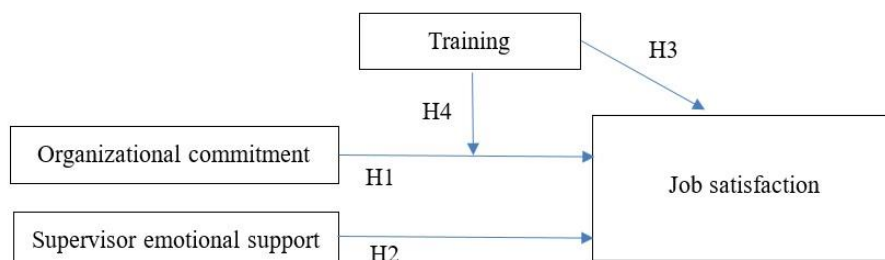 Training
H3
H4
Organizational commitment
H1
Job satisfaction
Supervisor emotional support
H2